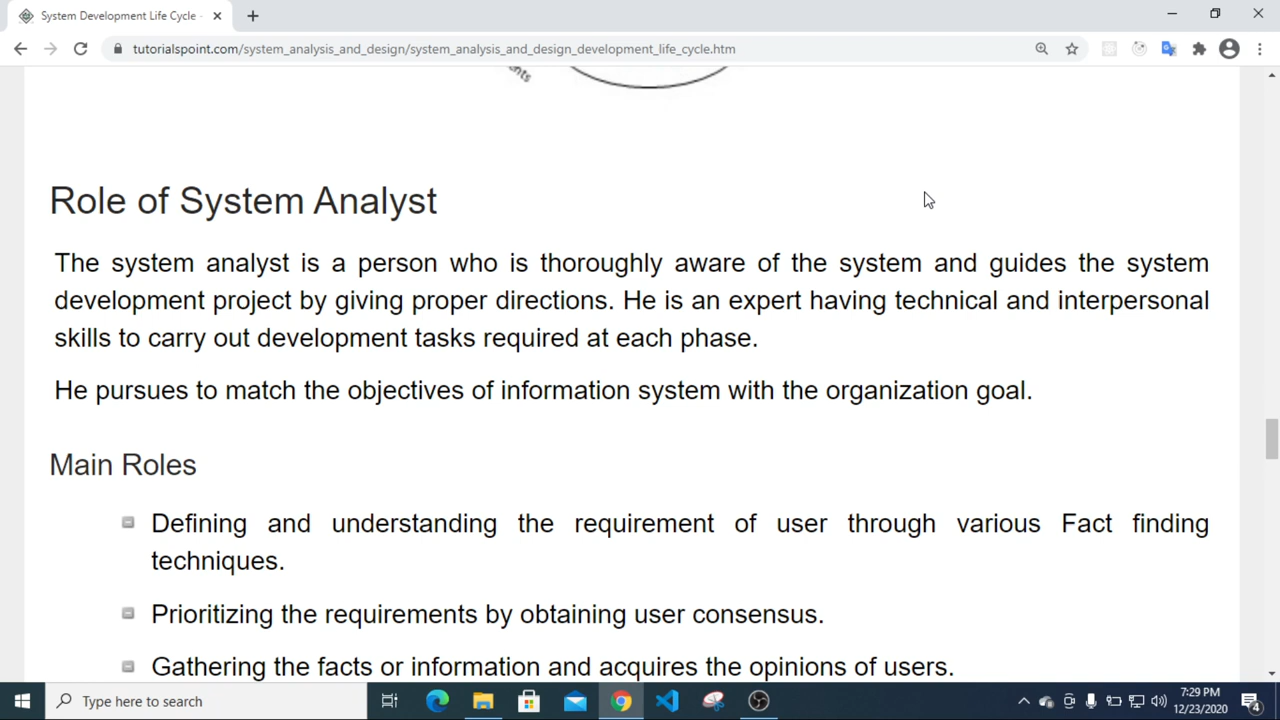 System Development Life Cycle -
tutorialspoint.com/system_analysis_and_design/system_analysis_and_design_development_life_cycle.htm
Role of System Analyst
The system analyst is a person who is thoroughly aware of the system and guides the system
development project by giving proper directions. He is an expert having technical and interpersonal
skills to carry out development tasks required at each phase.
He pursues to match the objectives of information system with the organization goal.
Main Roles
Defining and understanding the requirement of user through various Fact finding
techniques.
Prioritizing the requirements by obtaining user consensus.
Gathering the facts or information and acquires the opinions of users.
Type here to search
7:29 PM
12/23/2020
4